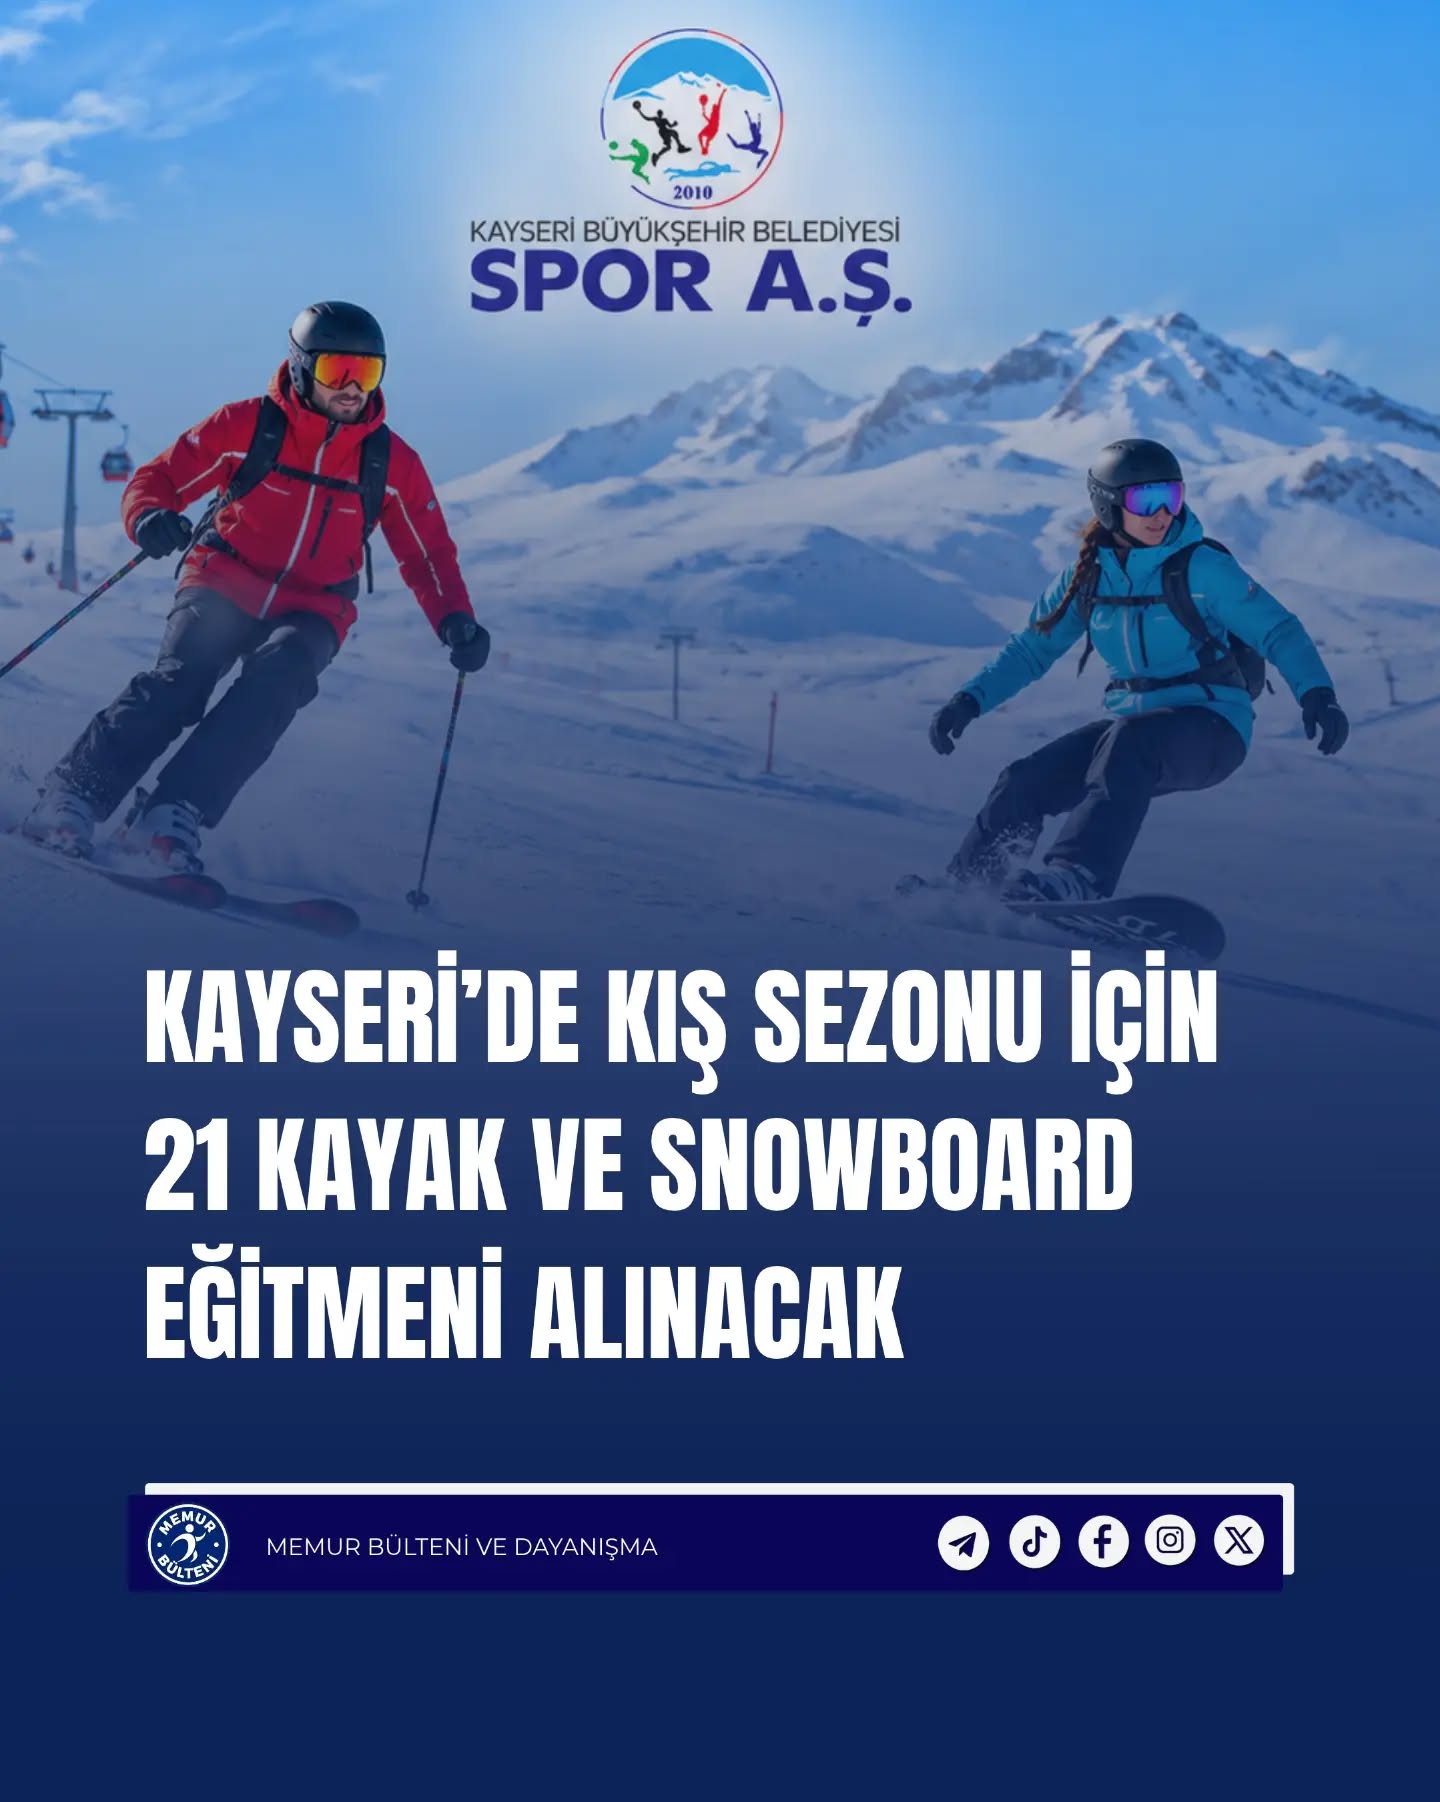 2010
KAYSERİ BÜYÜKŞEHİR BELEDİYESİ
SPOR A.Ş.
KAYSERİ’DE KIŞ SEZONU İÇİN
21 KAYAK VE SNOWBOARD
EĞİTMENİ ALINACAK
MEMUR
BÜLTENİ
MEMUR BÜLTENİ VE DAYANIŞMA